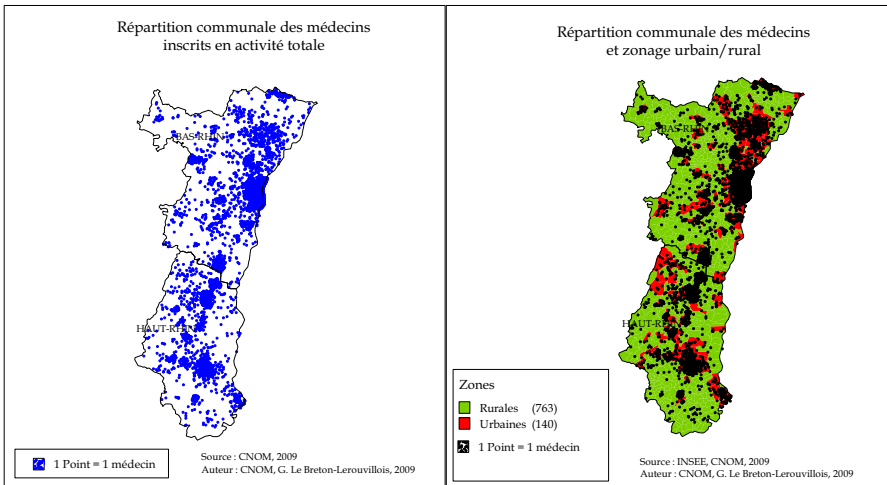 Répartition communale des médecins
inscrits en activité totale
BAS-RHIN
HAUT-RHIN
1 Point = 1 médecin
Source : CNOM, 2009
Auteur : CNOM, G. Le Breton-Lerouvillois, 2009
Répartition communale des médecins
et zonage urbain/rural
BAS-RHIN
HAUT-RHIN
Zones
Rurales (763)
Urbaines (140)
1 Point = 1 médecin
Source : INSEE, CNOM, 2009
Auteur : CNOM, G. Le Breton-Lerouvillois, 2009